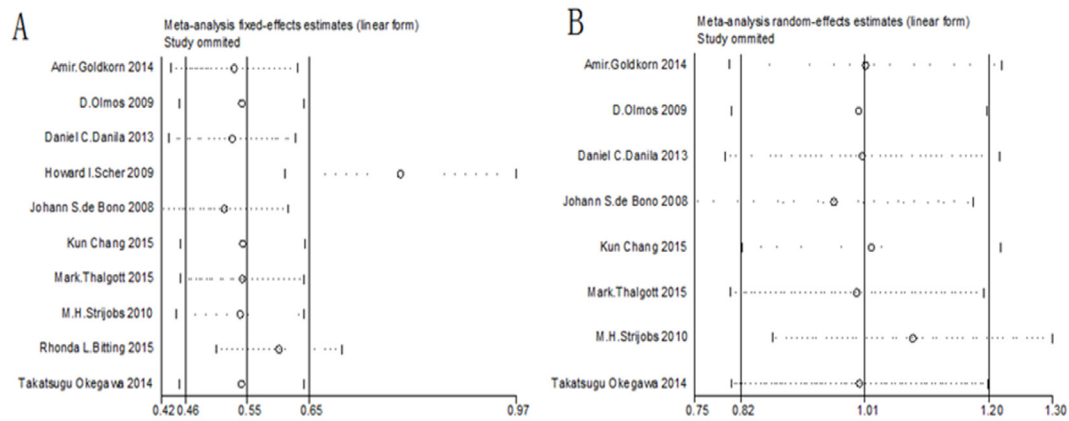 A
Meta-analysis fixed-effects estimates (linear form)
Study ommited
Amir.Goldkorn 2014
D.Olmos 2009
Daniel C.Danila 2013
Howard I.Scher 2009
Johann S.de Bono 2008
Kun Chang 2015
Mark.Thalgott 2015
M.H.Strijobs 2010
Rhonda L.Bitting 2015
Takatsugu Okegawa 2014
0.42 0.46 0.55 0.65 0.97
B
Meta-analysis random-effects estimates (linear form)
Study ommited
Amir.Goldkorn 2014
D.Olmos 2009
Daniel C.Danila 2013
Johann S.de Bono 2008
Kun Chang 2015
Mark.Thalgott 2015
M.H.Strijobs 2010
Takatsugu Okegawa 2014
0.75 0.82 1.01 1.20 1.30